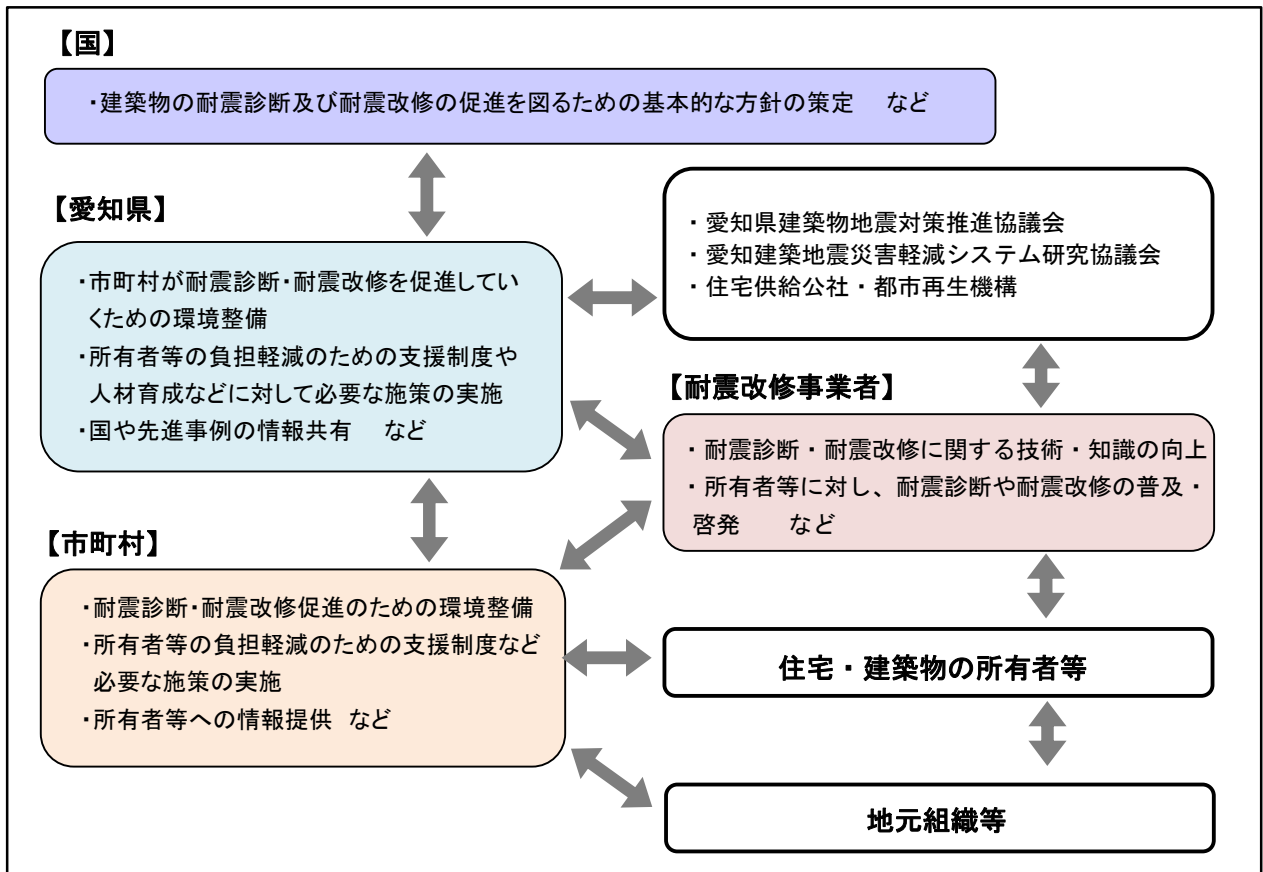 【国】
・建築物の耐震診断及び耐震改修の促進を図るための基本的な方針の策定 など
【愛知県】
・市町村が耐震診断・耐震改修を促進してい
くための環境整備
・所有者等の負担軽減のための支援制度や
人材育成などに対して必要な施策の実施
・国や先進事例の情報共有 など
・愛知県建築物地震対策推進協議会
・愛知建築地震災害軽減システム研究協議会
・住宅供給公社・都市再生機構
【耐震改修事業者】
・耐震診断・耐震改修に関する技術・知識の向上
・所有者等に対し、耐震診断や耐震改修の普及・
啓発 など
【市町村】
・耐震診断・耐震改修促進のための環境整備
・所有者等の負担軽減のための支援制度など
必要な施策の実施
・所有者等への情報提供 など
住宅・建築物の所有者等
地元組織等